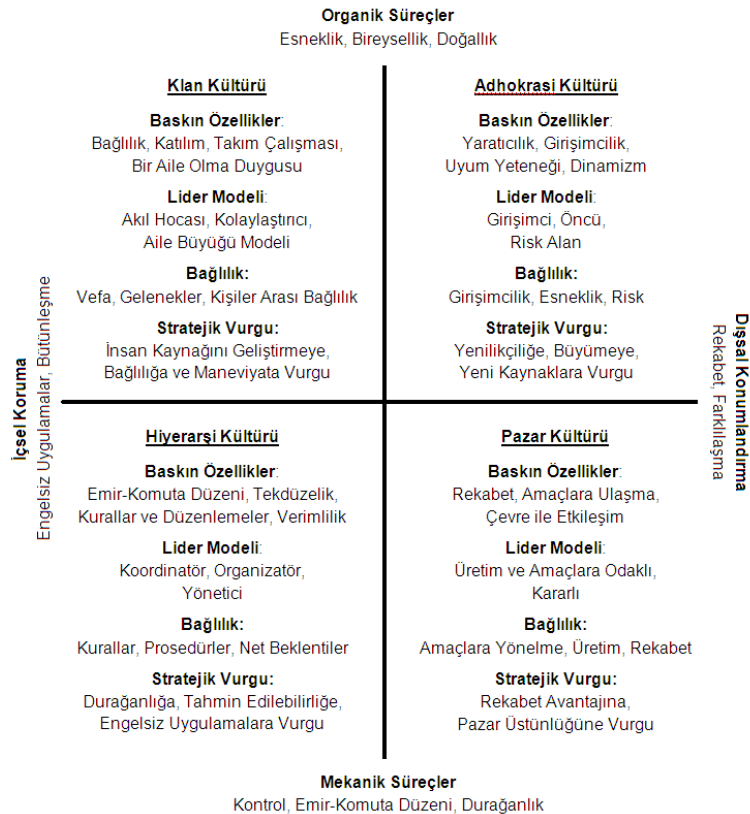 Organik Süreçler
Esneklik, Bireysellik, Doğallık
Klan Kültürü
Baskın Özellikler:
Bağlılık, Katılım, Takım Çalışması,
Bir Aile Olma Duygusu
Lider Modeli:
Akıl Hocası, Kolaylaştırıcı,
Aile Büyüğü Modeli
Bağlılık:
Vefa, Gelenekler, Kişiler Arası Bağlılık
Stratejik Vurgu:
İnsan Kaynağını Geliştirmeye,
Bağlılığa ve Maneviyata Vurgu
Adhokrasi Kültürü
Baskın Özellikler:
Yaratıcılık, Girişimcilik,
Uyum Yeteneği, Dinamizm
Lider Modeli:
Girişimci, Öncü,
Risk Alan
Bağlılık:
Girişimcilik, Esneklik, Risk
Stratejik Vurgu:
Yenilikçiliğe, Büyümeye,
Yeni Kaynaklara Vurgu
İçsel Koruma
Engelsiz Uygulamalar, Bütünleşme
Dışsal Konumlandırma
Rekabet, Farklılaşma
Hiyerarşi Kültürü
Baskın Özellikler:
Emir-Komuta Düzeni, Tekdüzelik,
Kurallar ve Düzenlemeler, Verimlilik
Lider Modeli:
Koordinatör, Organizatör,
Yönetici
Bağlılık:
Kurallar, Prosedürler, Net Beklentiler
Stratejik Vurgu:
Durağanlığa, Tahmin Edilebilirliğe,
Engelsiz Uygulamalara Vurgu
Pazar Kültürü
Baskın Özellikler:
Rekabet, Amaçlara Ulaşma,
Çevre ile Etkileşim
Lider Modeli:
Üretim ve Amaçlara Odaklı,
Kararlı
Bağlılık:
Amaçlara Yönelme, Üretim, Rekabet
Stratejik Vurgu:
Rekabet Avantajına,
Pazar Üstünlüğüne Vurgu
Mekanik Süreçler
Kontrol, Emir-Komuta Düzeni, Durağanlık